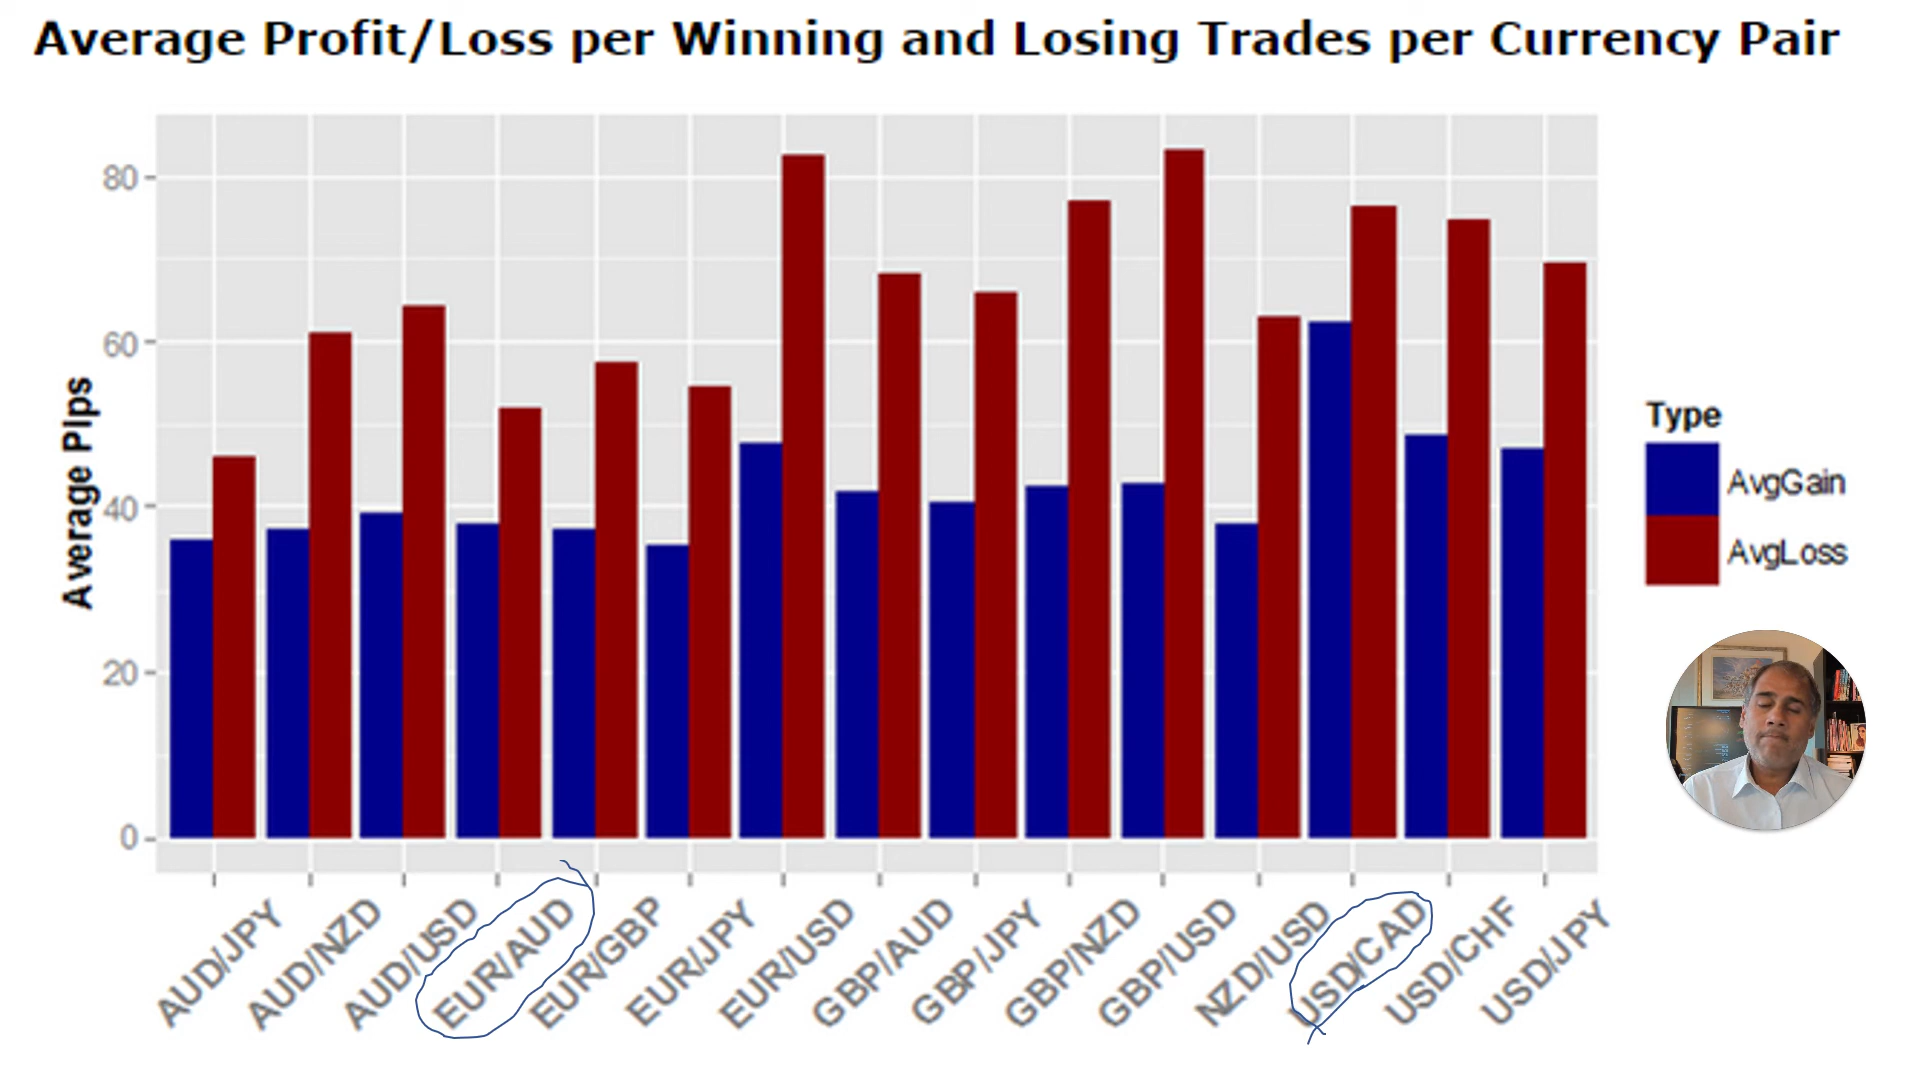 Average Profit/Loss per Winning and Losing Trades per Currency Pair
Average Pips
80
60
40
20
0
AUD/JPY
AUD/NZD
AUD/USD
EUR/AUD
EUR/GBP
EUR/JPY
EUR/USD
GBP/AUD
GBP/JPY
GBP/NZD
GBP/USD
NZD/USD
USD/CAD
USD/CHF
USD/JPY
Type
AvgGain
AvgLoss